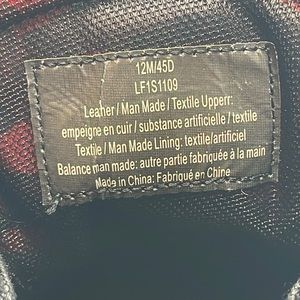 12M/45D
LF1S1109
Leather / Man Made / Textile Upperr:
empeigne en cuir / substance artificielle / textile
Textile / Man Made Lining: textile/artificiel
Balance man made: autre partie fabriquée à la main
Made in China: Fabriqué en Chine